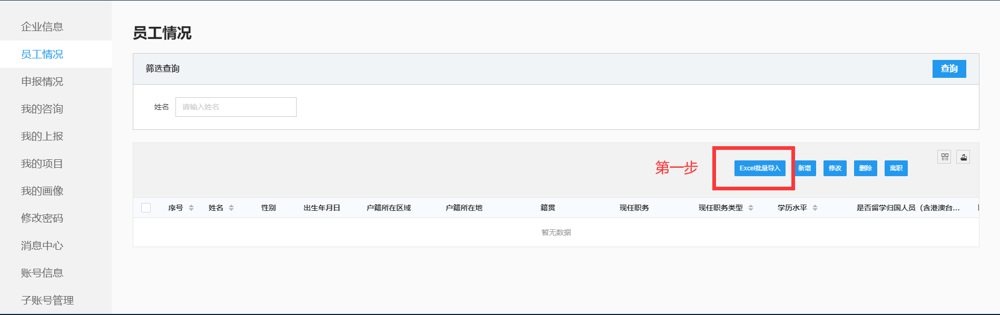 企业信息
员工情况
申报情况
我的咨询
我的上报
我的项目
我的画像
修改密码
消息中心
账号信息
子账号管理
员工情况
筛选查询 查询
姓名 请输入姓名
第一步 Excel批量导入 新增 修改 删除 离职
序号 姓名 性别 出生年月日 户籍所在区域 户籍所在地 籍贯 现任职务 现任职务类型 学历水平 是否留学归国人员（含港澳台...
暂无数据